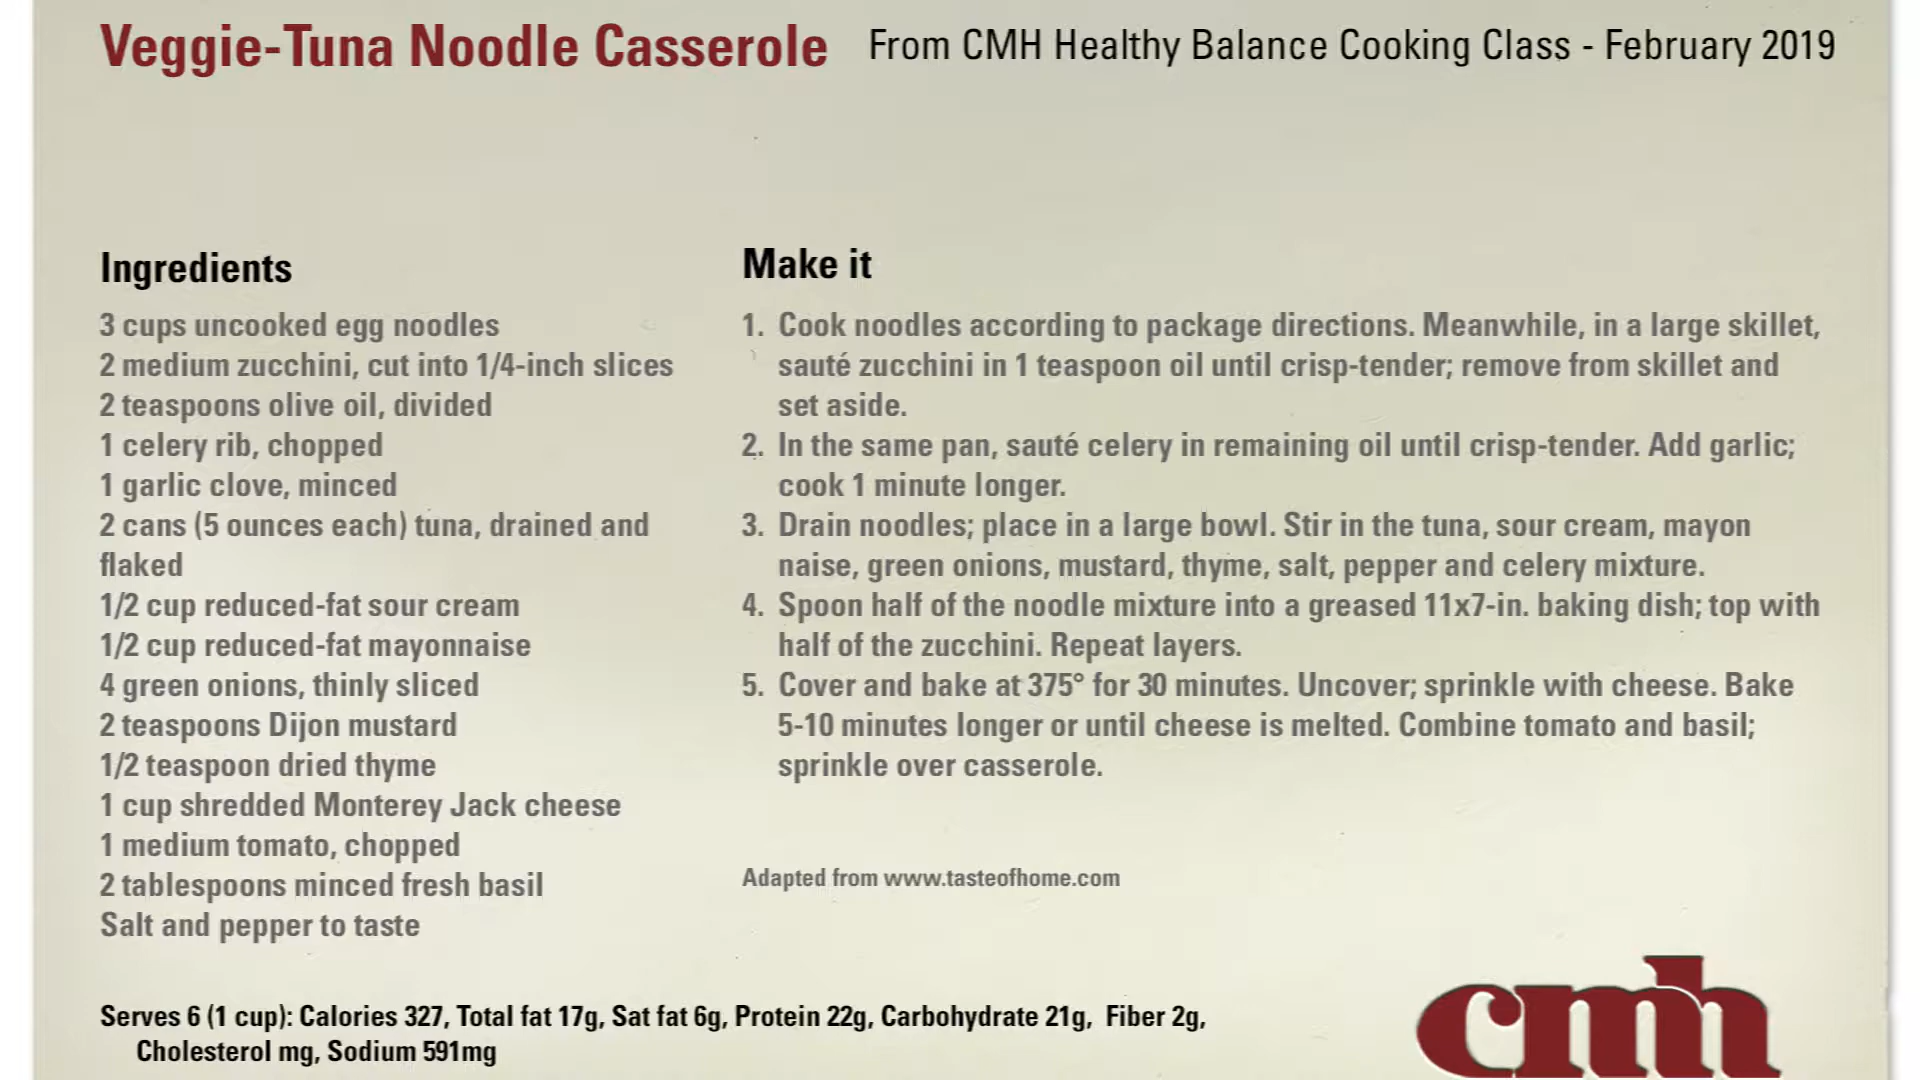 Veggie-Tuna Noodle Casserole From CMH Healthy Balance Cooking Class - February 2019
Ingredients
3 cups uncooked egg noodles
2 medium zucchini, cut into 1/4-inch slices
2 teaspoons olive oil, divided
1 celery rib, chopped
1 garlic clove, minced
2 cans (5 ounces each) tuna, drained and
flaked
1/2 cup reduced-fat sour cream
1/2 cup reduced-fat mayonnaise
4 green onions, thinly sliced
2 teaspoons Dijon mustard
1/2 teaspoon dried thyme
1 cup shredded Monterey Jack cheese
1 medium tomato, chopped
2 tablespoons minced fresh basil
Salt and pepper to taste
Make it
1. Cook noodles according to package directions. Meanwhile, in a large skillet,
sauté zucchini in 1 teaspoon oil until crisp-tender; remove from skillet and
set aside.
2. In the same pan, sauté celery in remaining oil until crisp-tender. Add garlic;
cook 1 minute longer.
3. Drain noodles; place in a large bowl. Stir in the tuna, sour cream, mayon
naise, green onions, mustard, thyme, salt, pepper and celery mixture.
4. Spoon half of the noodle mixture into a greased 11x7-in. baking dish; top with
half of the zucchini. Repeat layers.
5. Cover and bake at 375° for 30 minutes. Uncover; sprinkle with cheese. Bake
5-10 minutes longer or until cheese is melted. Combine tomato and basil;
sprinkle over casserole.
Adapted from www.tasteofhome.com
Serves 6 (1 cup): Calories 327, Total fat 17g, Sat fat 6g, Protein 22g, Carbohydrate 21g, Fiber 2g,
Cholesterol mg, Sodium 591mg
cmh